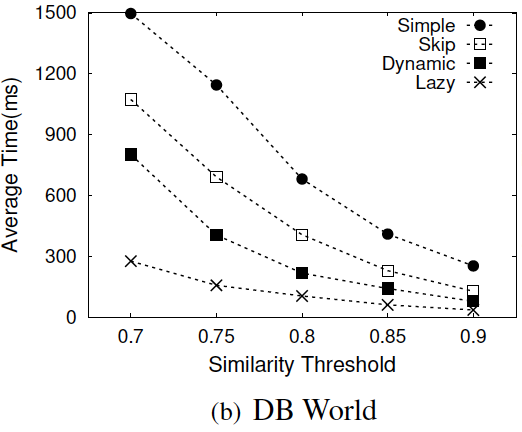 1500
1200
900
600
300
0
Average Time(ms)
Simple
Skip
Dynamic
Lazy
0.7 0.75 0.8 0.85 0.9
Similarity Threshold
(b) DB World